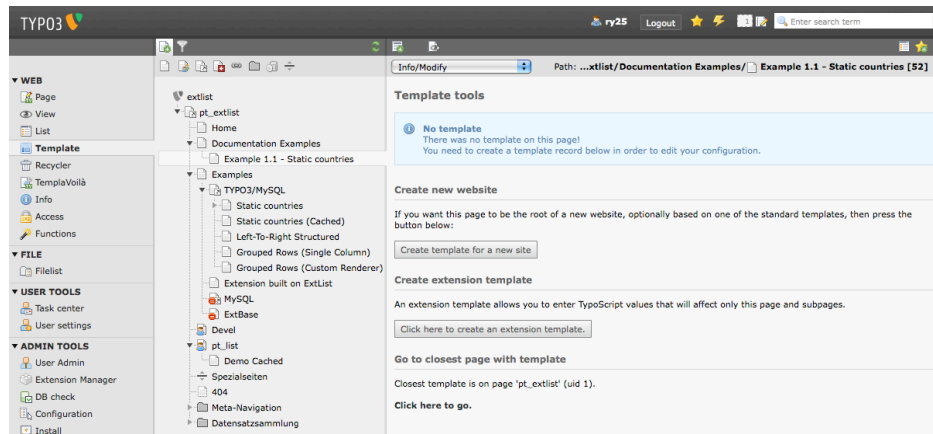 TYPO3
ry25
Logout
1
Enter search term
WEB
Page
View
List
Template
Recycler
TemplaVoilà
Info
Access
Functions
FILE
Filelist
USER TOOLS
Task center
User settings
ADMIN TOOLS
User Admin
Extension Manager
DB check
Configuration
Install
extlist
pt_extlist
Home
Documentation Examples
Example 1.1 - Static countries
Examples
TYPO3/MySQL
Static countries
Static countries (Cached)
Left-To-Right Structured
Grouped Rows (Single Column)
Grouped Rows (Custom Renderer)
Extension built on ExtList
MySQL
ExtBase
Devel
pt_list
Demo Cached
Spezialseiten
404
Meta-Navigation
Datensatzsammlung
Info/Modify
Path: ...xtlist/Documentation Examples/ Example 1.1 - Static countries [52]
Template tools
No template
There was no template on this page!
You need to create a template record below in order to edit your configuration.
Create new website
If you want this page to be the root of a new website, optionally based on one of the standard templates, then press the
button below:
Create template for a new site
Create extension template
An extension template allows you to enter TypoScript values that will affect only this page and subpages.
Click here to create an extension template.
Go to closest page with template
Closest template is on page 'pt_extlist' (uid 1).
Click here to go.